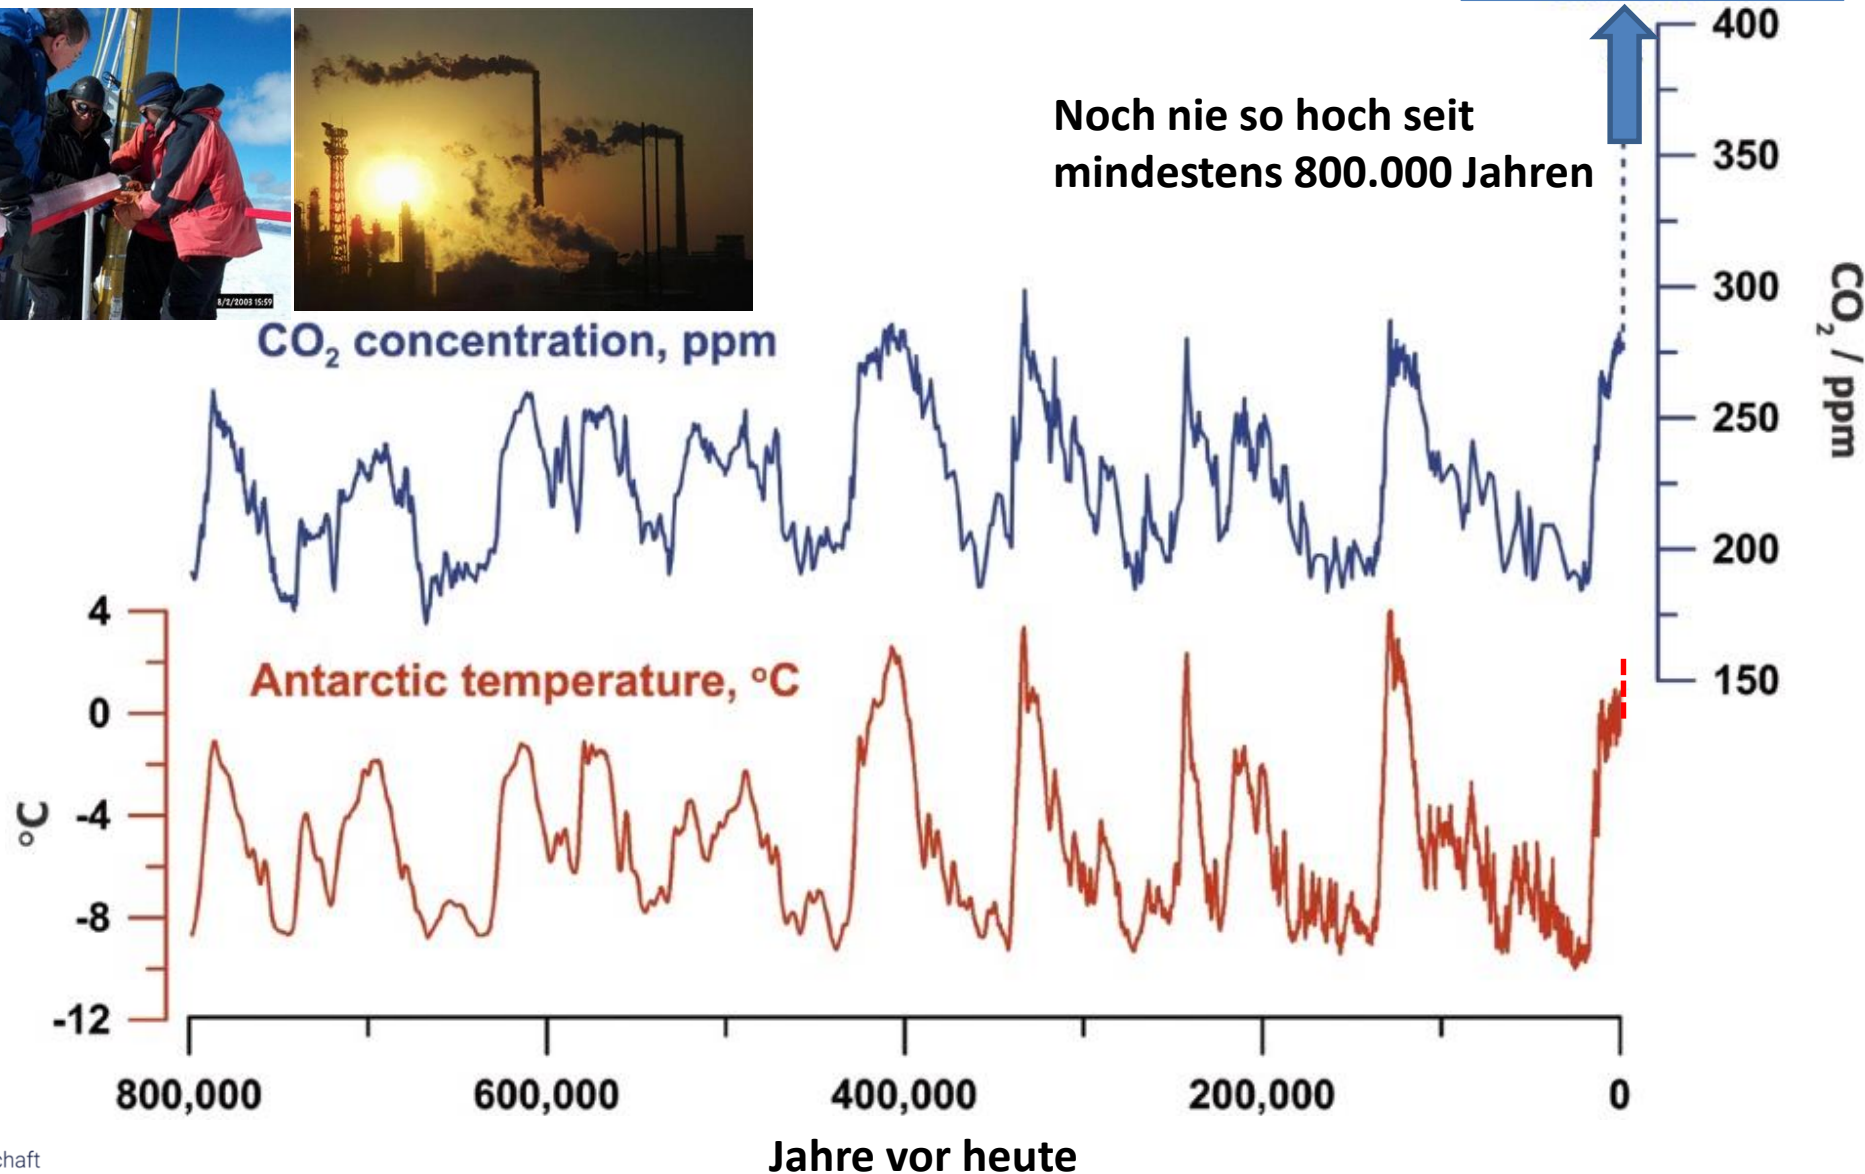 8/2/2003 15:59
Noch nie so hoch seit
mindestens 800.000 Jahren
CO₂ concentration, ppm
400
350
300
250
200
150
CO₂ / ppm
Antarctic temperature, °C
4
0
-4
-8
-12
°C
800,000
600,000
400,000
200,000
0
Jahre vor heute